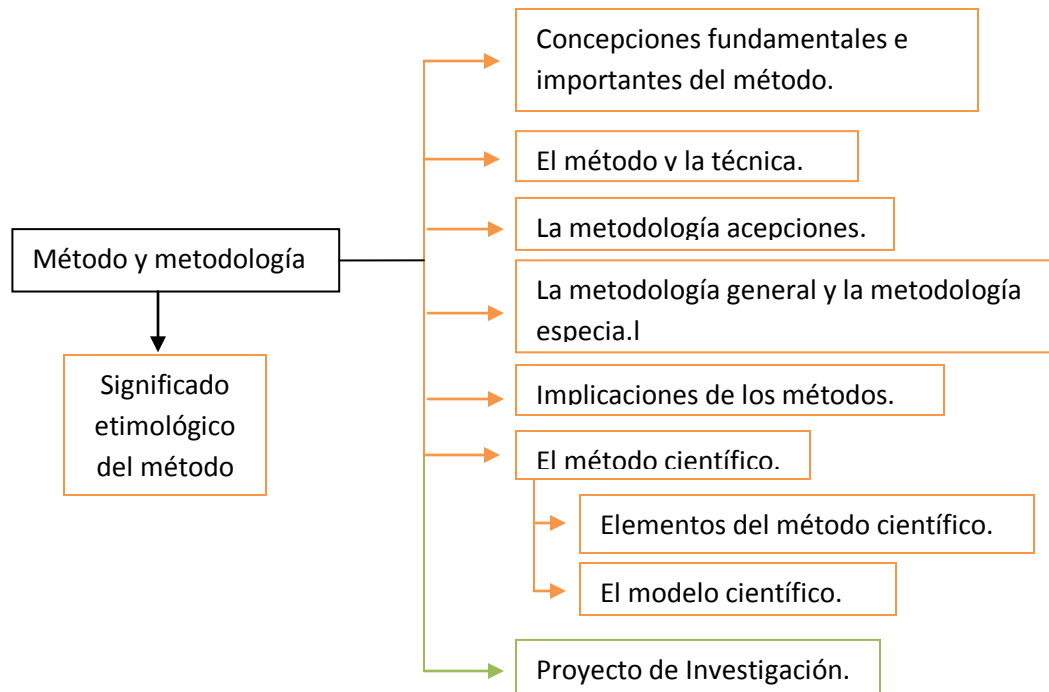 Concepciones fundamentales e
importantes del método.
El método y la técnica.
La metodología acepciones.
Método y metodología
La metodología general y la metodología
especia.l
Significado
etimológico
del método
Implicaciones de los métodos.
El método científico.
Elementos del método científico.
El modelo científico.
Proyecto de Investigación.